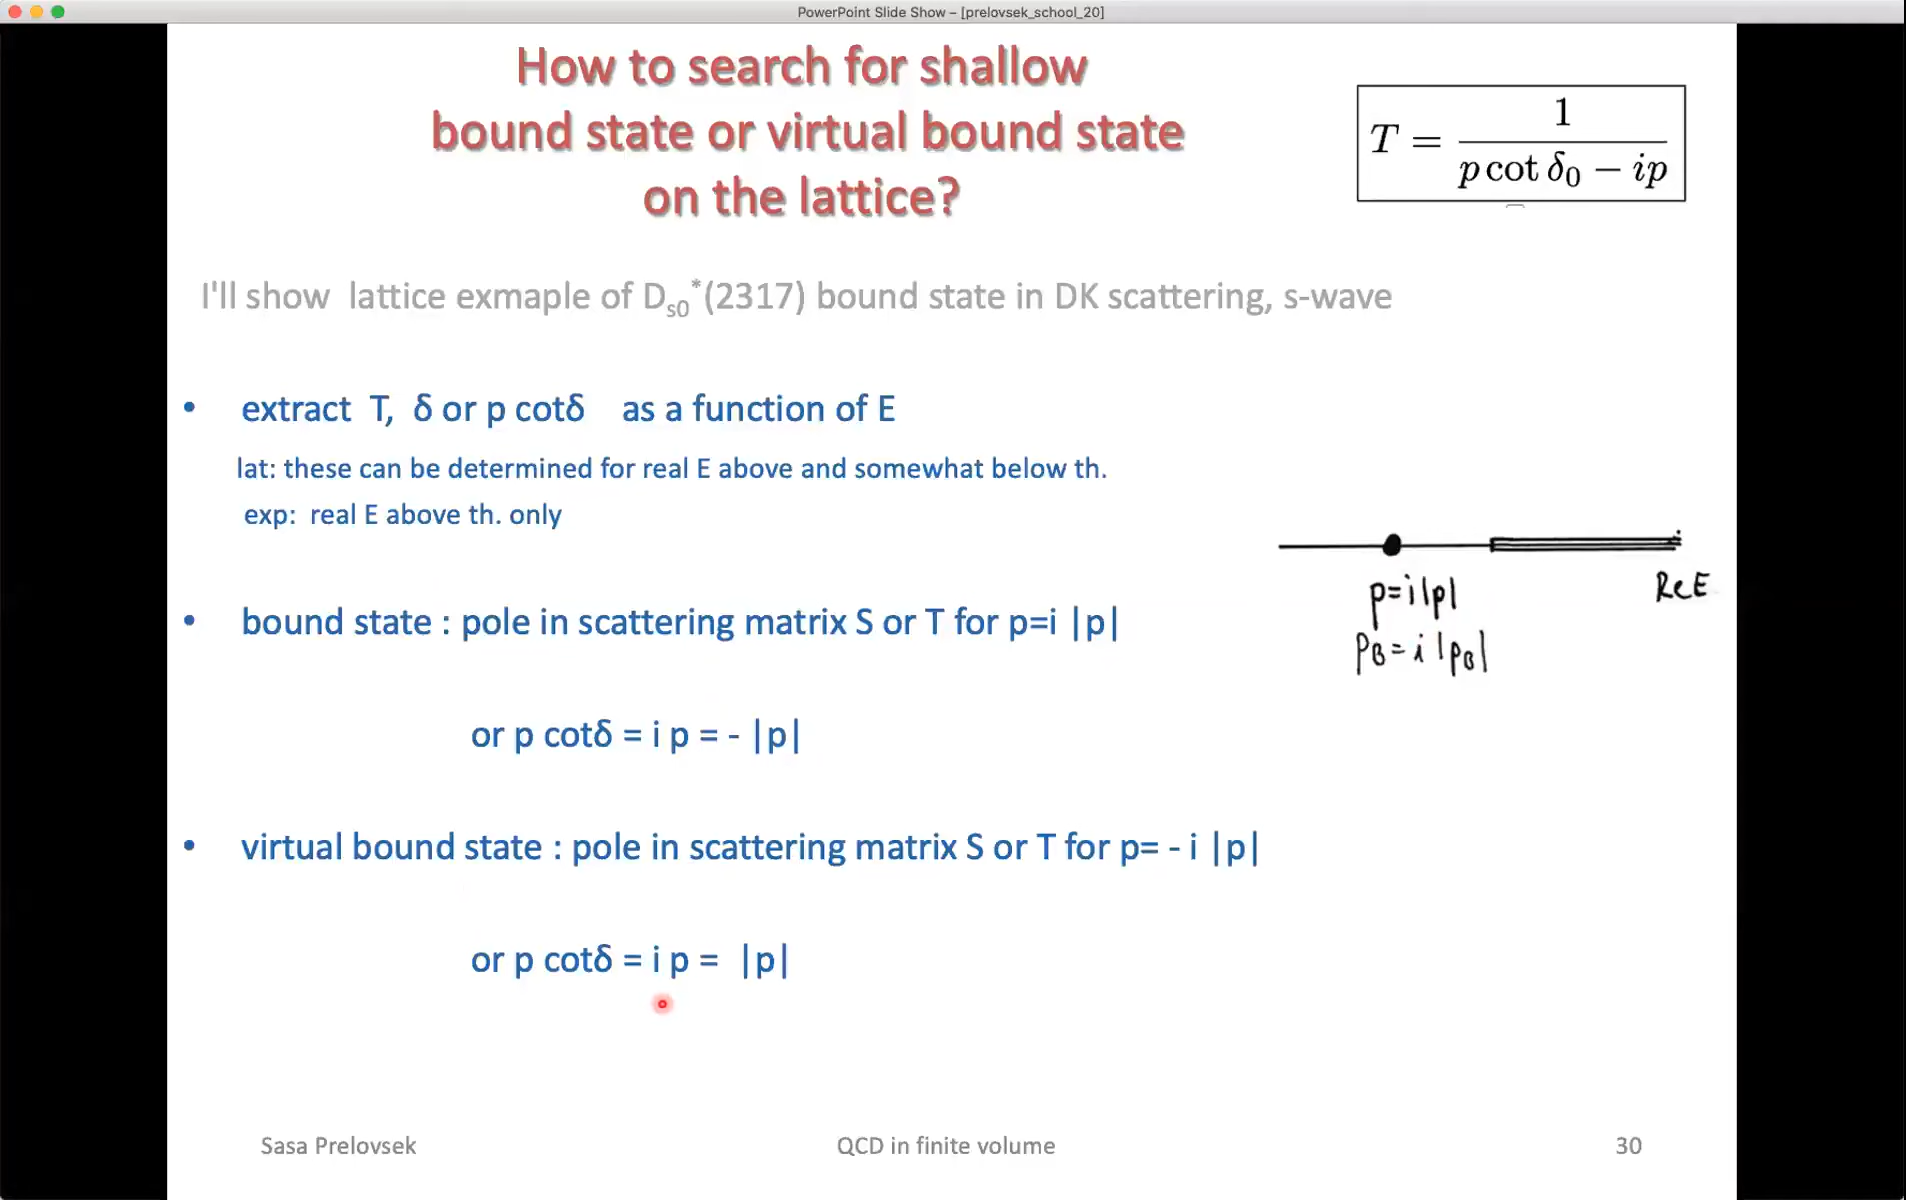 PowerPoint Slide Show – [prelovsek_school_20]
How to search for shallow
bound state or virtual bound state
on the lattice?
T = 1 / (p cot δ₀ − ip)
I'll show lattice exmaple of Dₛ₀*(2317) bound state in DK scattering, s-wave
• extract T, δ or p cotδ as a function of E
lat: these can be determined for real E above and somewhat below th.
exp: real E above th. only
p=i|p|
Re E
p_B = i |p_B|
• bound state : pole in scattering matrix S or T for p=i |p|
or p cotδ = i p = - |p|
• virtual bound state : pole in scattering matrix S or T for p= - i |p|
or p cotδ = i p = |p|
Sasa Prelovsek
QCD in finite volume
30